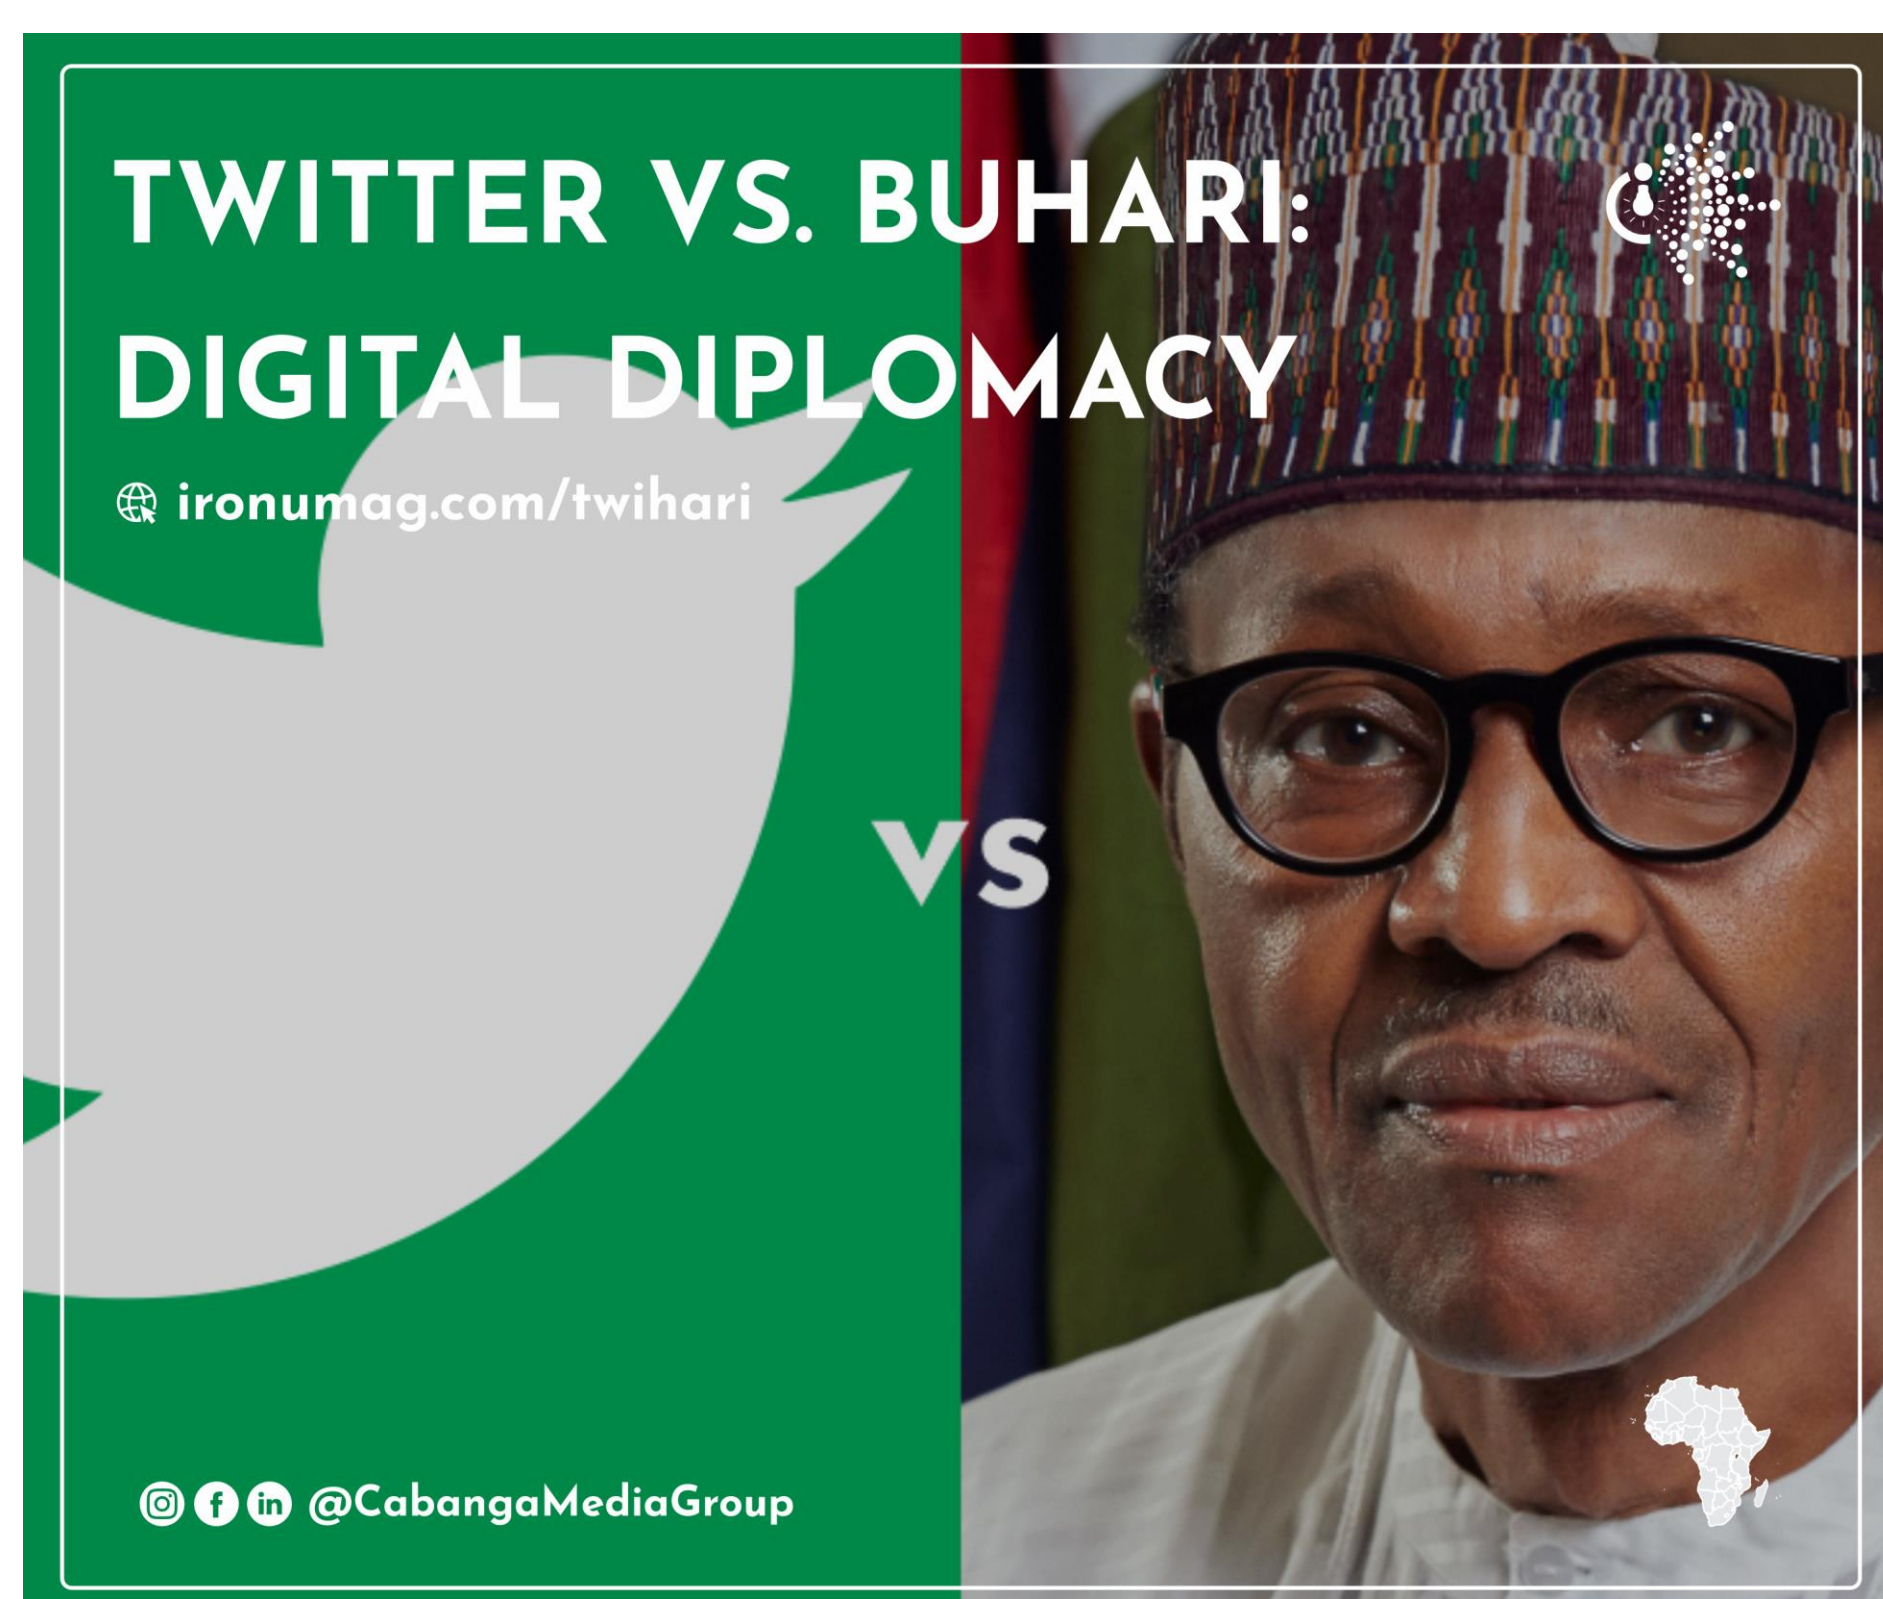 TWITTER VS. BUHARI:
DIGITAL DIPLOMACY
ironumag.com/twihari
vs
@CabangaMediaGroup